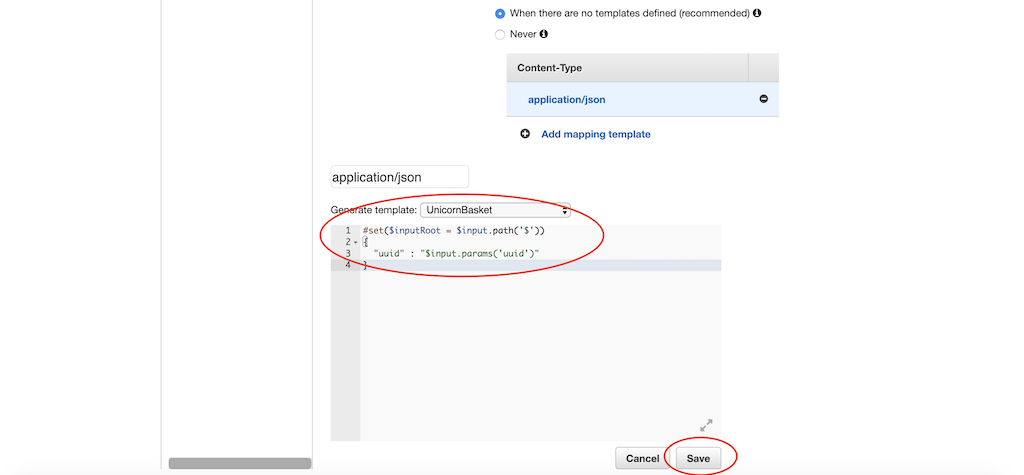 When there are no templates defined (recommended)
Never
Content-Type
application/json
Add mapping template
application/json
Generate template: UnicornBasket
1 #set($inputRoot = $input.path('$'))
2 {
3 "uuid" : "$input.params('uuid')"
4 }
Cancel Save